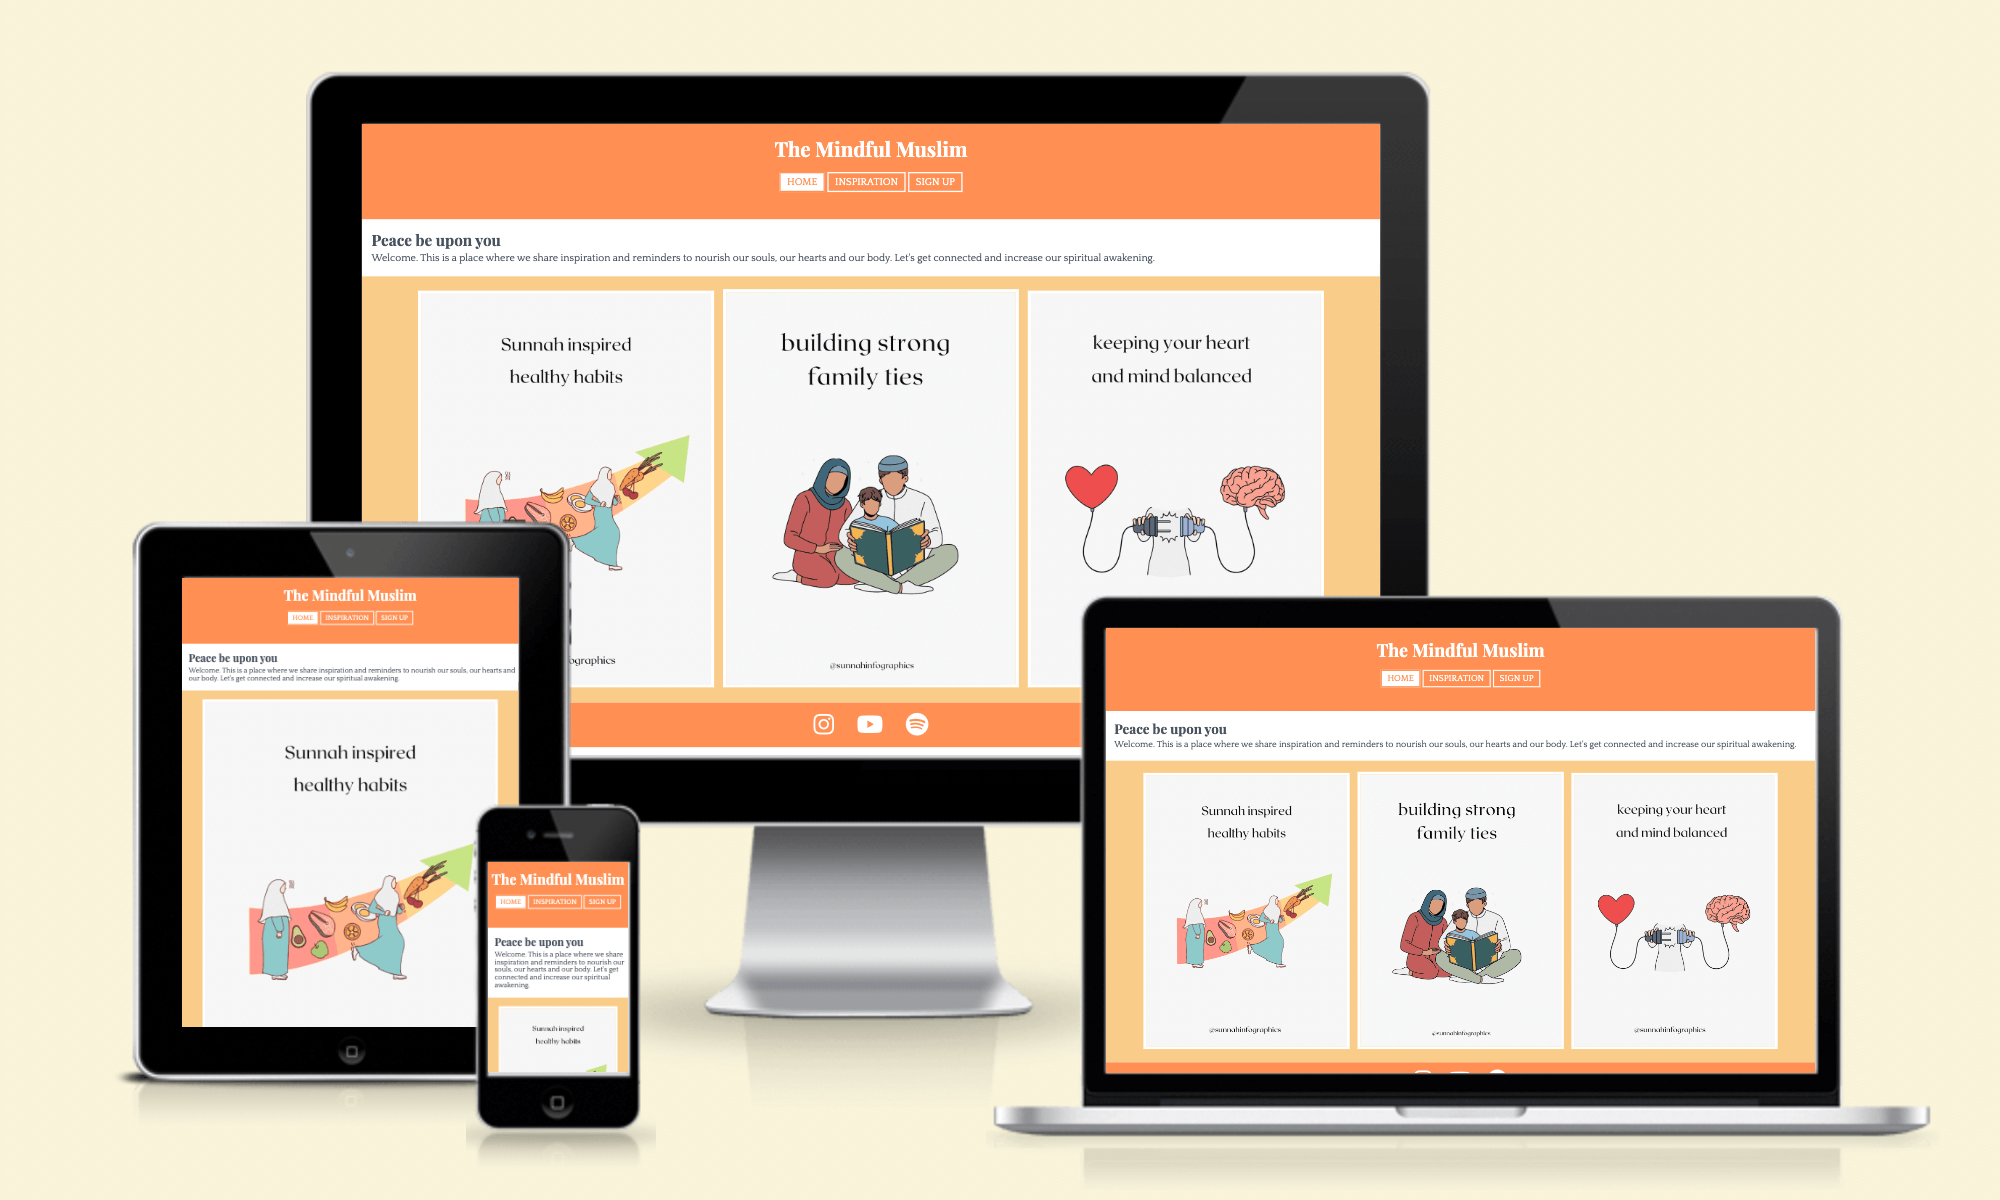 The Mindful Muslim
HOME INSPIRATION SIGN UP
Peace be upon you
Welcome. This is a place where we share inspiration and reminders to nourish our souls, our hearts and our body. Let's get connected and increase our spiritual awakening.
Sunnah inspired
healthy habits
building strong
family ties
keeping your heart
and mind balanced
ographics
@sunnahinfographics
The Mindful Muslim
HOME INSPIRATION SIGN UP
Peace be upon you
Welcome. This is a place where we share inspiration and reminders to nourish our souls, our hearts and
our body. Let's get connected and increase our spiritual awakening.
Sunnah inspired
healthy habits
The Mindful Muslim
HOME INSPIRATION SIGN UP
Peace be upon you
Welcome. This is a place where we share
inspiration and reminders to nourish our
souls, our hearts and our body. Let's get
connected and increase our spiritual
awakening.
Sunnah inspired
healthy habits
The Mindful Muslim
HOME INSPIRATION SIGN UP
Peace be upon you
Welcome. This is a place where we share inspiration and reminders to nourish our souls, our hearts and our body. Let's get connected and increase our spiritual awakening.
Sunnah inspired
healthy habits
building strong
family ties
keeping your heart
and mind balanced
@sunnahinfographics
@sunnahinfographics
@sunnahinfographics